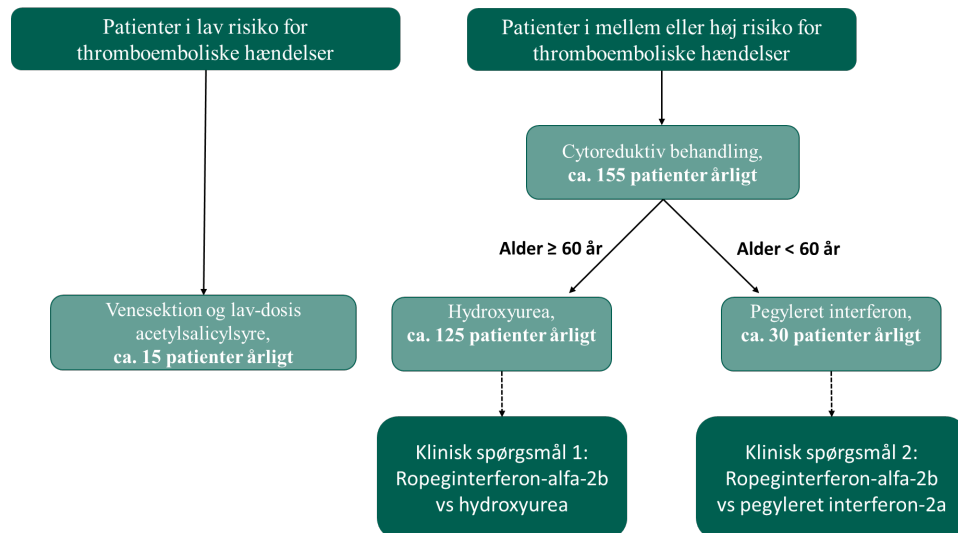 Patienter i lav risiko for
thromboemboliske hændelser
Patienter i mellem eller høj risiko for
thromboemboliske hændelser
Cytoreduktiv behandling,
ca. 155 patienter årligt
Alder ≥ 60 år
Alder < 60 år
Venesektion og lav-dosis
acetylsalicylsyre,
ca. 15 patienter årligt
Hydroxyurea,
ca. 125 patienter årligt
Pegyleret interferon,
ca. 30 patienter årligt
Klinisk spørgsmål 1:
Ropeginterferon-alfa-2b
vs hydroxyurea
Klinisk spørgsmål 2:
Ropeginterferon-alfa-2b
vs pegyleret interferon-2a